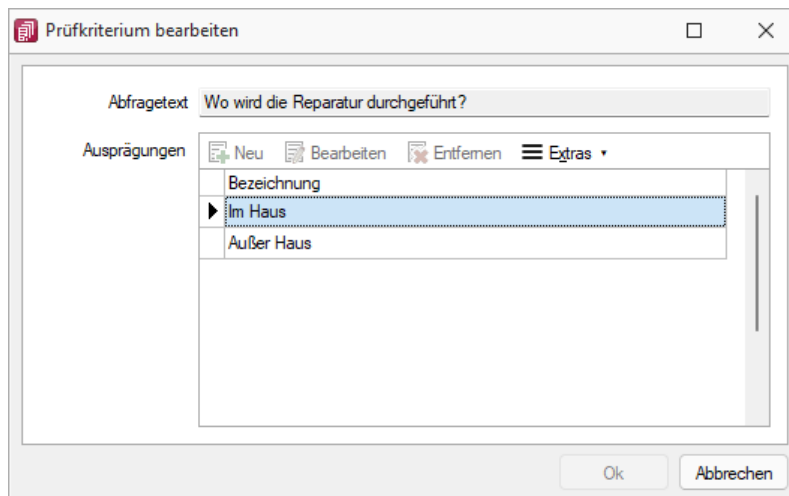 Prüfkriterium bearbeiten
Abfragetext Wo wird die Reparatur durchgeführt?
Ausprägungen Neu Bearbeiten Entfernen Extras
Bezeichnung
Im Haus
Außer Haus
Ok Abbrechen